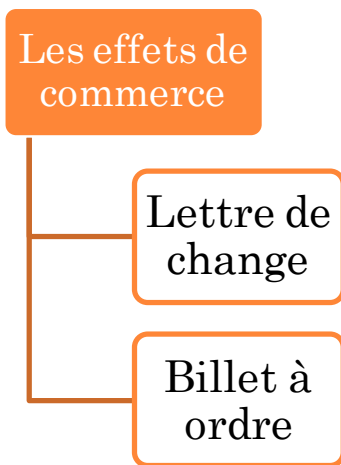 Les effets de
commerce
Lettre de
change
Billet à
ordre